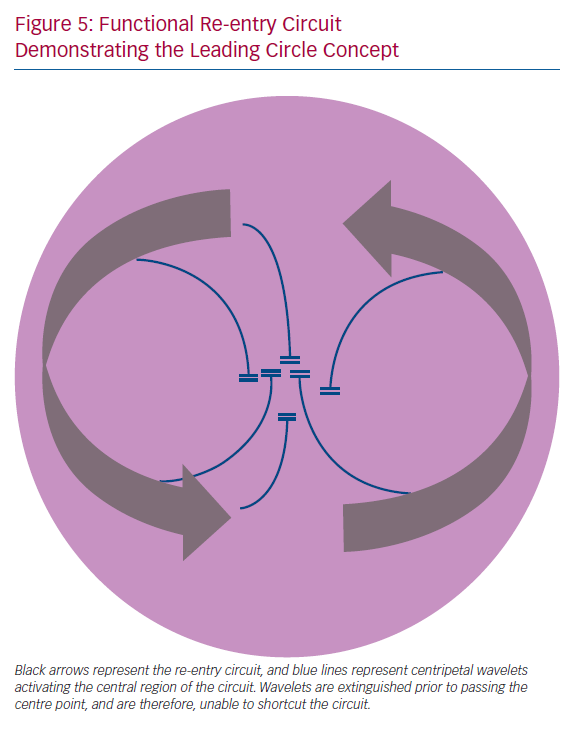 Figure 5: Functional Re-entry Circuit
Demonstrating the Leading Circle Concept
Black arrows represent the re-entry circuit, and blue lines represent centripetal wavelets
activating the central region of the circuit. Wavelets are extinguished prior to passing the
centre point, and are therefore, unable to shortcut the circuit.